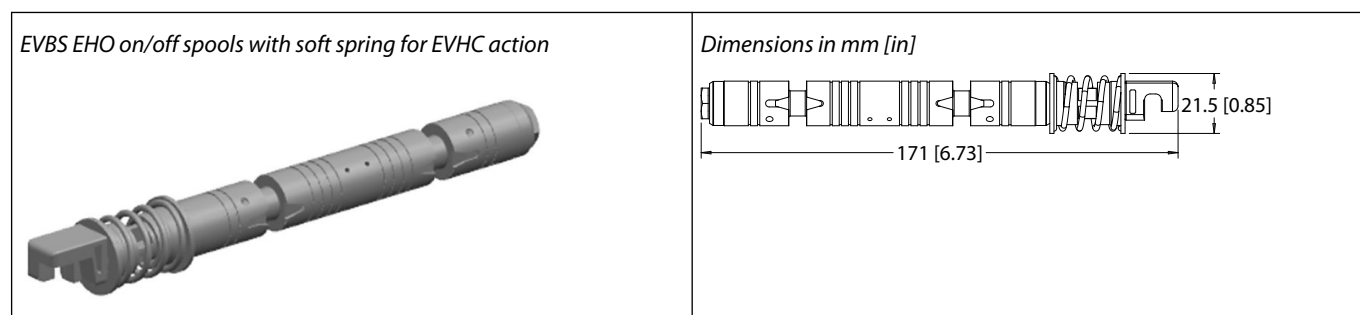 EVBS EHO on/off spools with soft spring for EVHC action
Dimensions in mm [in]
21.5 [0.85]
171 [6.73]